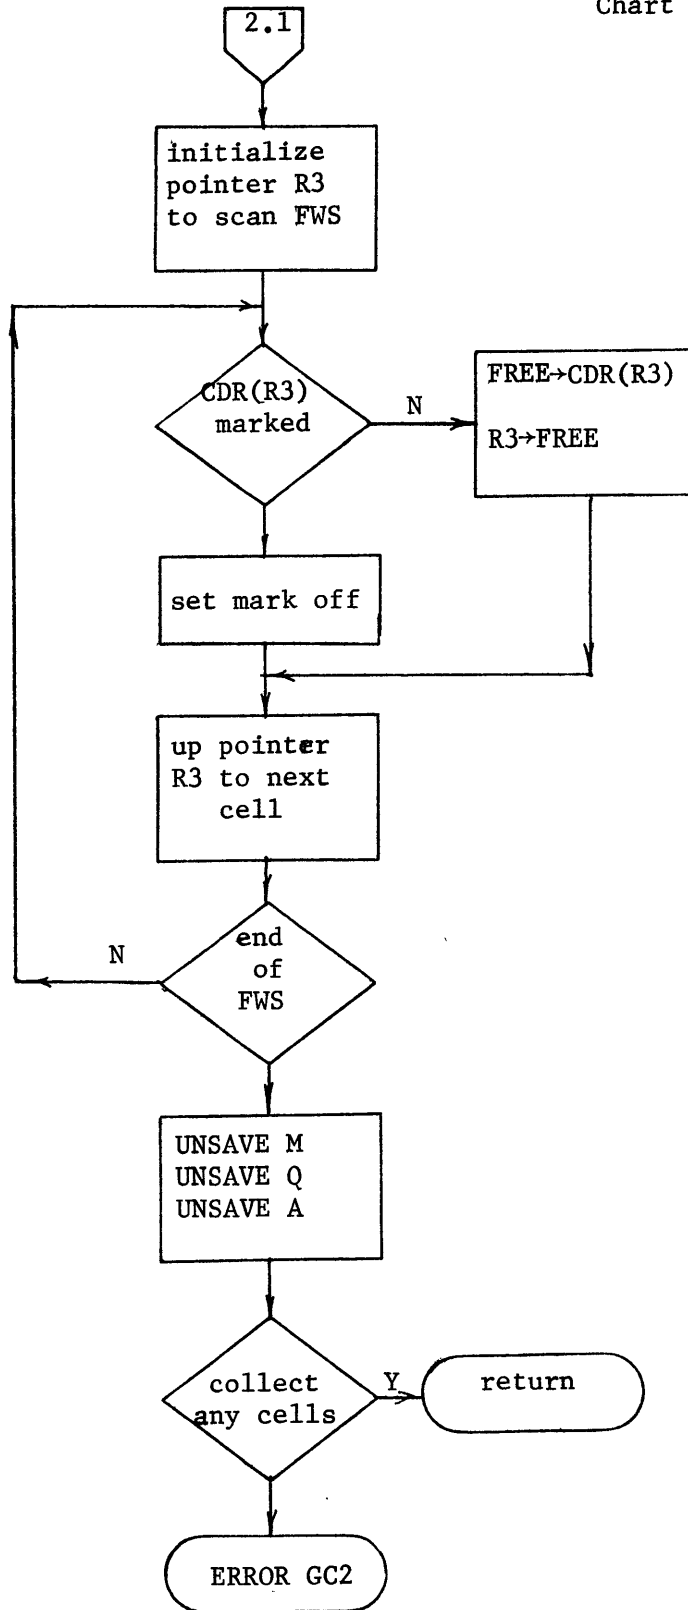 Chart
2.1
initialize
pointer R3
to scan FWS
CDR(R3)
marked
N
FREE→CDR(R3)
R3→FREE
set mark off
up pointer
R3 to next
cell
N
end
of
FWS
UNSAVE M
UNSAVE Q
UNSAVE A
collect
any cells
Y
return
ERROR GC2